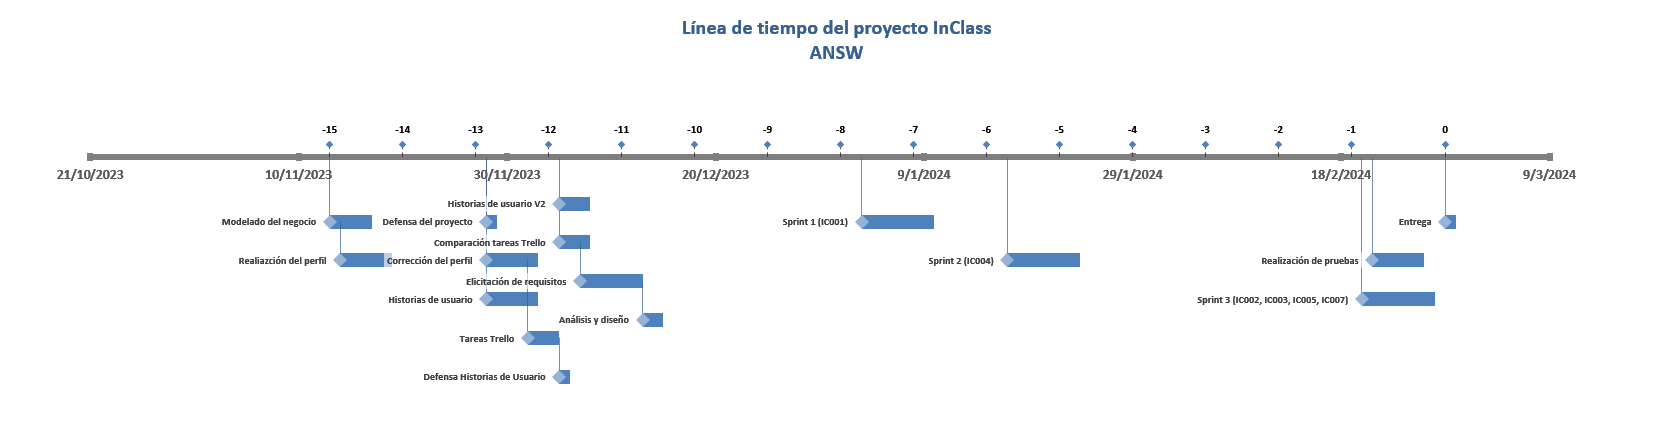 Línea de tiempo del proyecto InClass
ANSW
-15 -14 -13 -12 -11 -10 -9 -8 -7 -6 -5 -4 -3 -2 -1 0
21/10/2023 10/11/2023 30/11/2023 20/12/2023 9/1/2024 29/1/2024 18/2/2024 9/3/2024
Historias de usuario V2
Modelado del negocio Defensa del proyecto Sprint 1 (IC001) Entrega
Comparación tareas Trello
Realiazción del perfil Corrección del perfil Sprint 2 (IC004) Realización de pruebas
Elicitación de requisitos
Historias de usuario Sprint 3 (IC002, IC003, IC005, IC007)
Análisis y diseño
Tareas Trello
Defensa Historias de Usuario